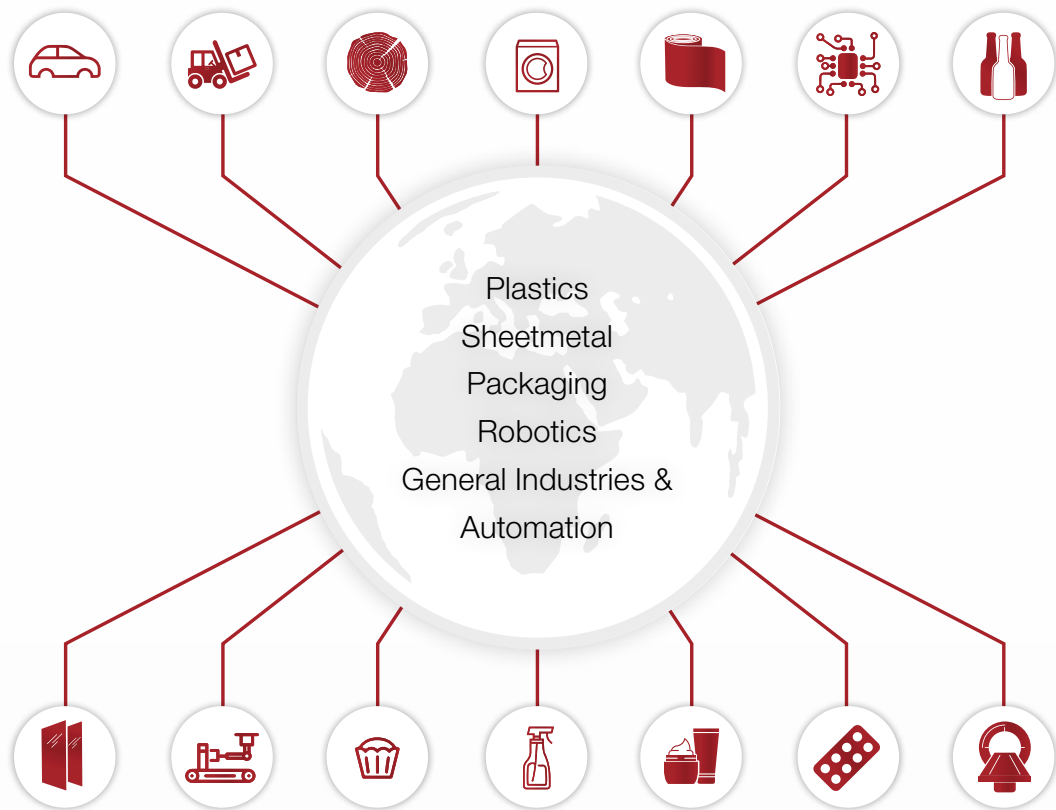 Plastics
Sheetmetal
Packaging
Robotics
General Industries &
Automation